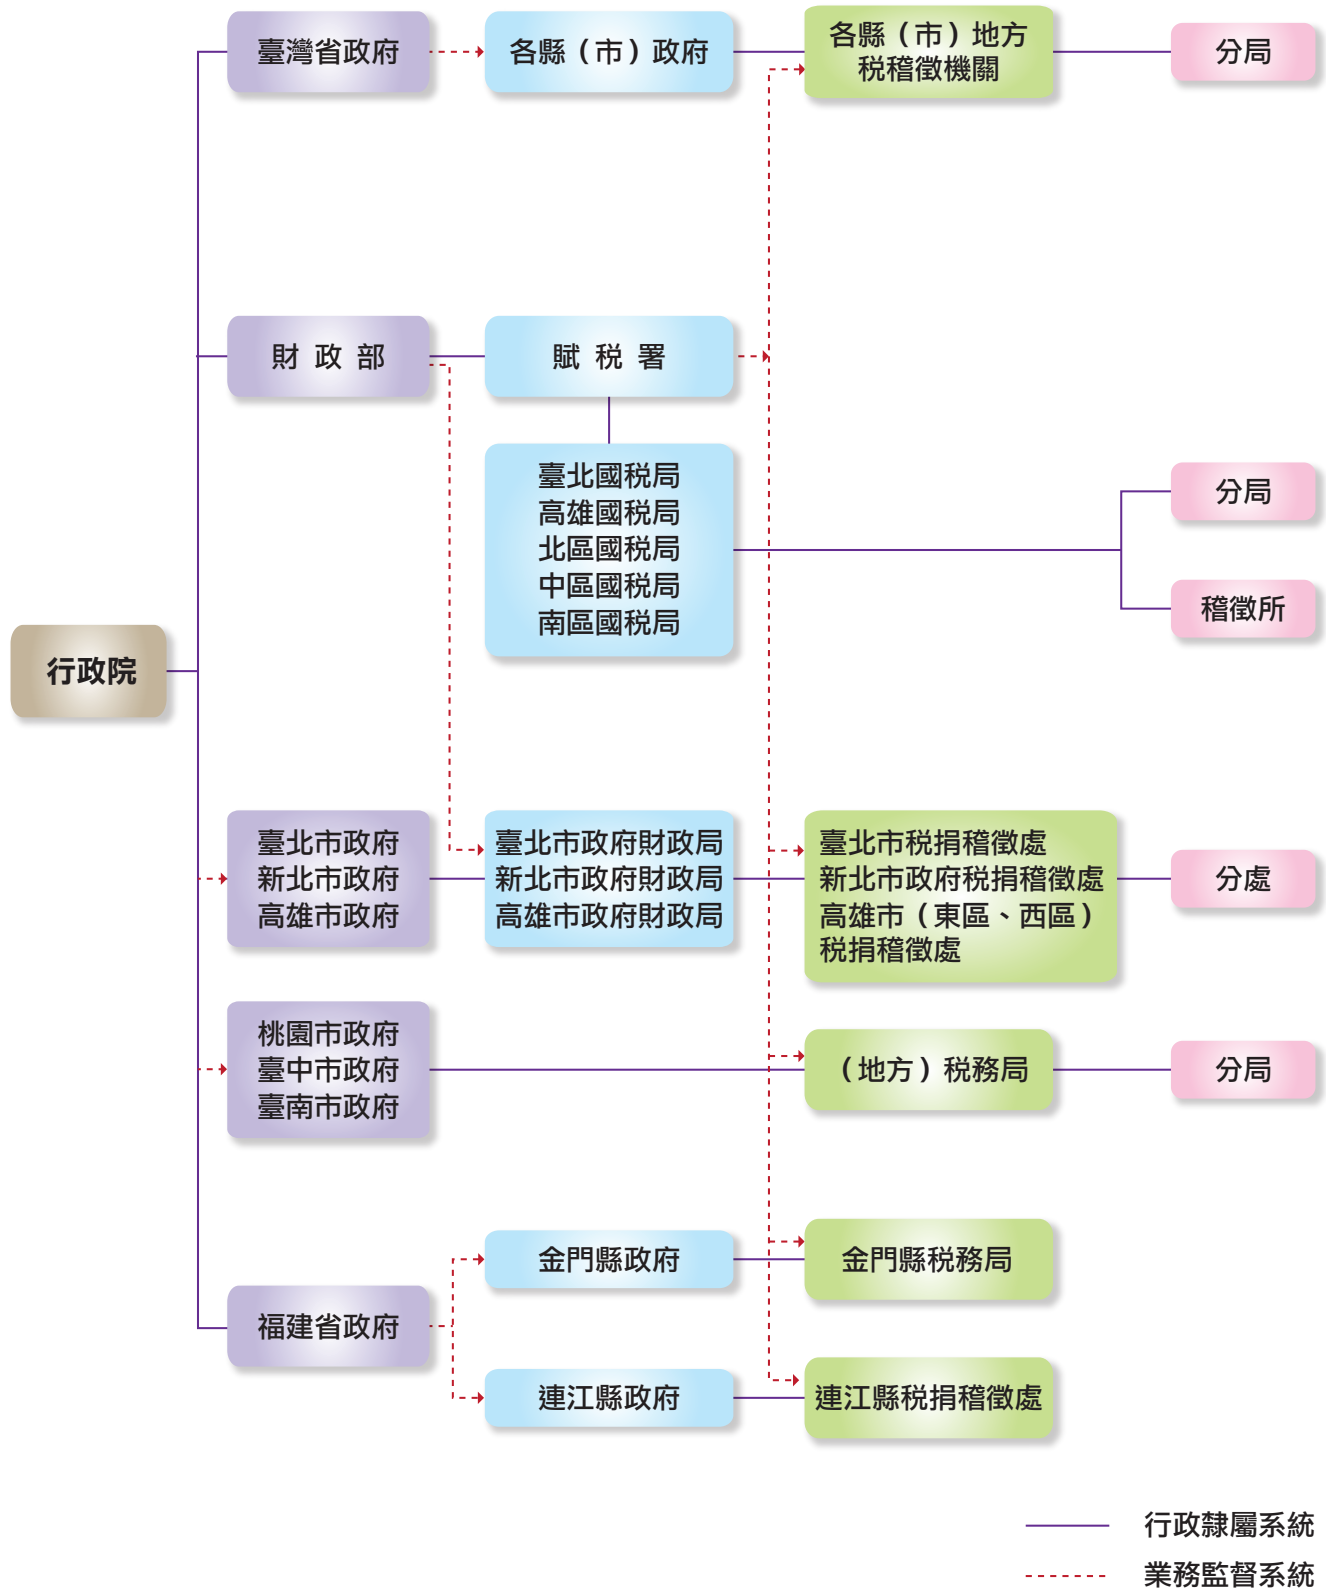 臺灣省政府
各縣（市）政府
各縣（市）地方
稅稽徵機關
分局
財 政 部
賦 稅 署
臺北國稅局
高雄國稅局
北區國稅局
中區國稅局
南區國稅局
分局
稽徵所
行政院
臺北市政府
新北市政府
高雄市政府
臺北市政府財政局
新北市政府財政局
高雄市政府財政局
臺北市稅捐稽徵處
新北市政府稅捐稽徵處
高雄市（東區、西區）
稅捐稽徵處
分處
桃園市政府
臺中市政府
臺南市政府
（地方）稅務局
分局
福建省政府
金門縣政府
金門縣稅務局
連江縣政府
連江縣稅捐稽徵處
行政隸屬系統
業務監督系統